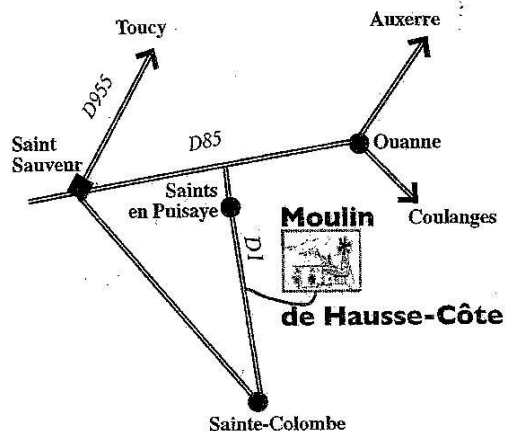 Toucy
Auxerre
D955
D85
Saint
Sauveur
Ouanne
Saints
en Puisaye
Moulin
Coulanges
D1
de Hausse-Côte
Sainte-Colombe